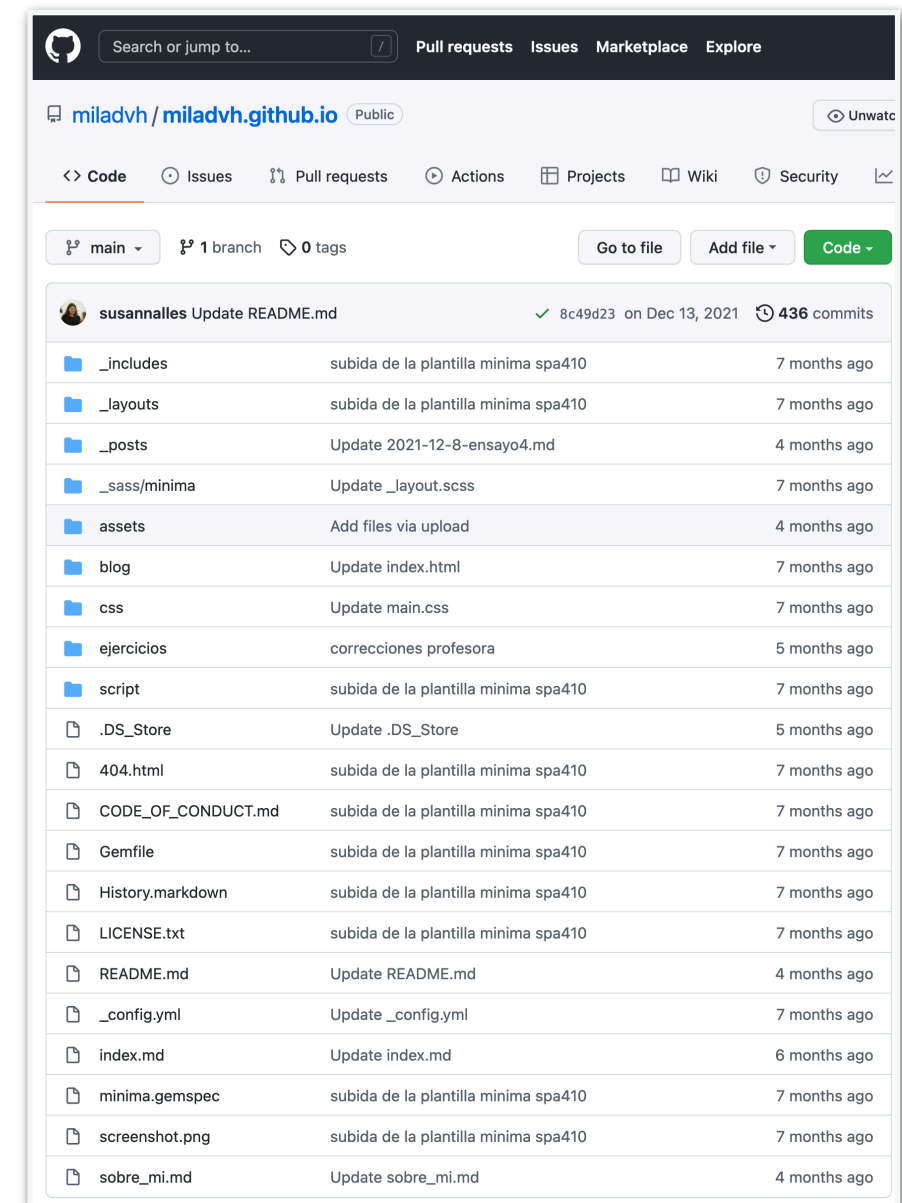 Search or jump to... / Pull requests Issues Marketplace Explore
miladvh / miladvh.github.io Public Unwatc
<> Code Issues Pull requests Actions Projects Wiki Security
main 1 branch 0 tags Go to file Add file Code
susannalles Update README.md 8c49d23 on Dec 13, 2021 436 commits
_includes subida de la plantilla minima spa410 7 months ago
_layouts subida de la plantilla minima spa410 7 months ago
_posts Update 2021-12-8-ensayo4.md 4 months ago
_sass/minima Update _layout.scss 7 months ago
assets Add files via upload 4 months ago
blog Update index.html 7 months ago
css Update main.css 7 months ago
ejercicios correcciones profesora 5 months ago
script subida de la plantilla minima spa410 7 months ago
.DS_Store Update .DS_Store 5 months ago
404.html subida de la plantilla minima spa410 7 months ago
CODE_OF_CONDUCT.md subida de la plantilla minima spa410 7 months ago
Gemfile subida de la plantilla minima spa410 7 months ago
History.markdown subida de la plantilla minima spa410 7 months ago
LICENSE.txt subida de la plantilla minima spa410 7 months ago
README.md Update README.md 4 months ago
_config.yml Update _config.yml 7 months ago
index.md Update index.md 6 months ago
minima.gemspec subida de la plantilla minima spa410 7 months ago
screenshot.png subida de la plantilla minima spa410 7 months ago
sobre_mi.md Update sobre_mi.md 4 months ago